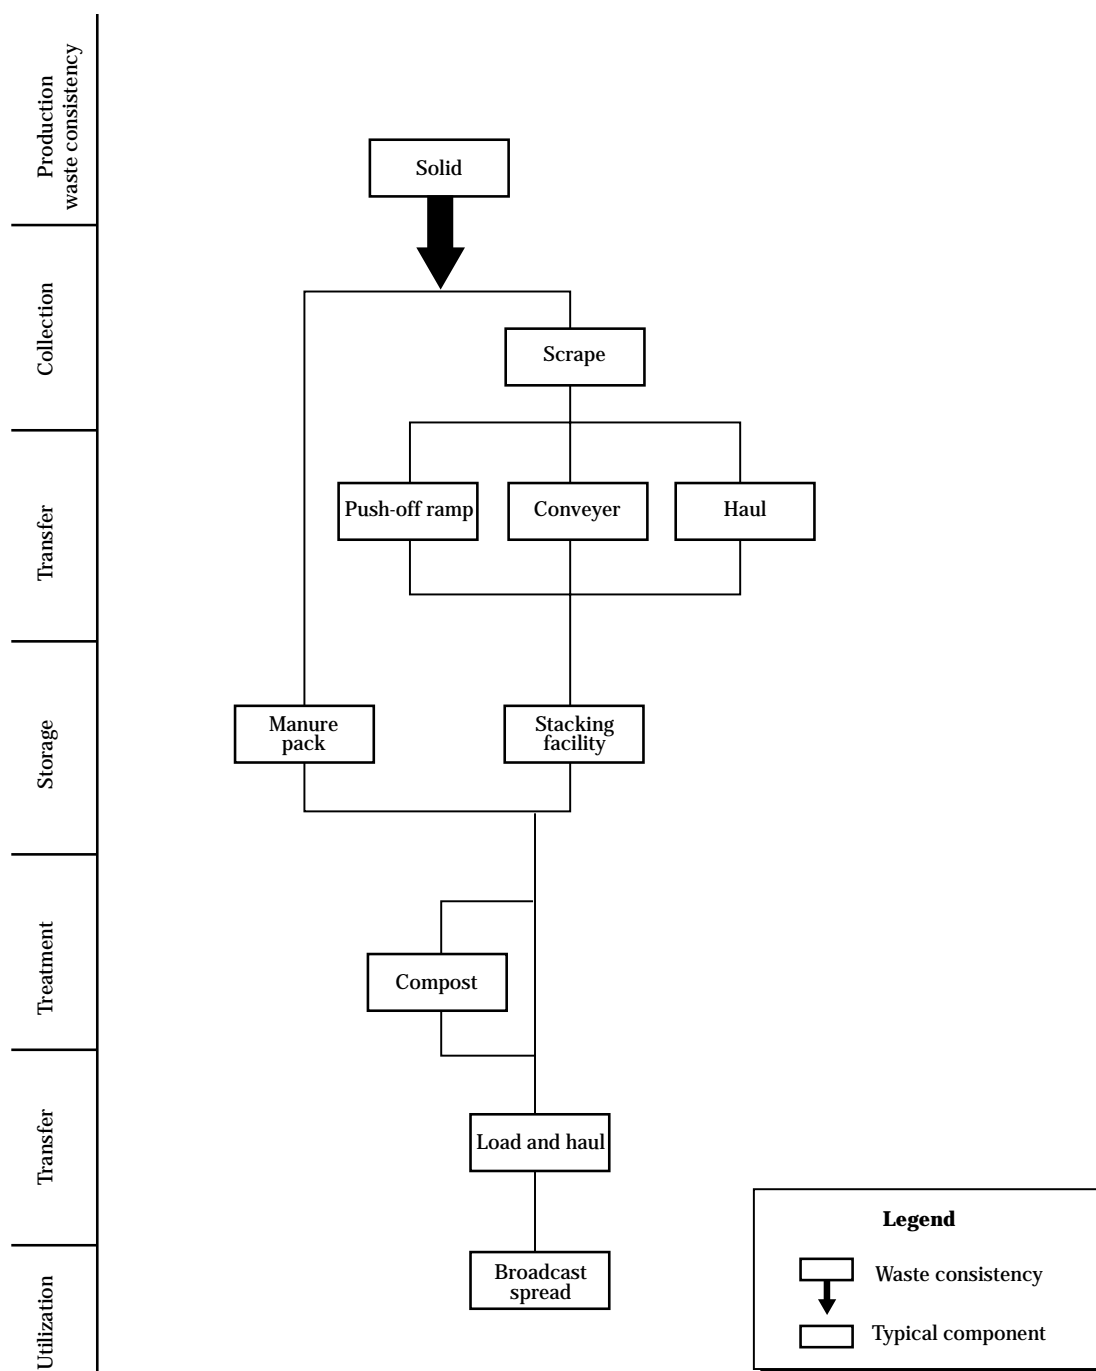 Production
waste consistency
Solid
Collection
Scrape
Transfer
Push-off ramp
Conveyer
Haul
Storage
Manure
pack
Stacking
facility
Treatment
Compost
Transfer
Load and haul
Utilization
Broadcast
spread
Legend
Waste consistency
Typical component